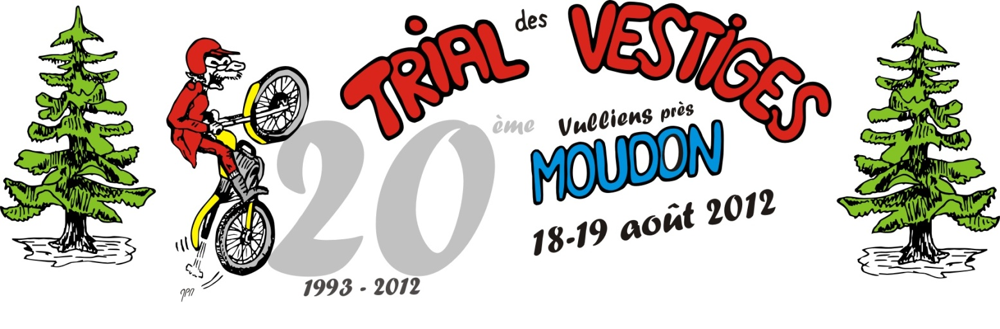 TRiAL des VESTiGES
20ème
Vulliens près
MOUDON
18-19 août 2012
1993 - 2012